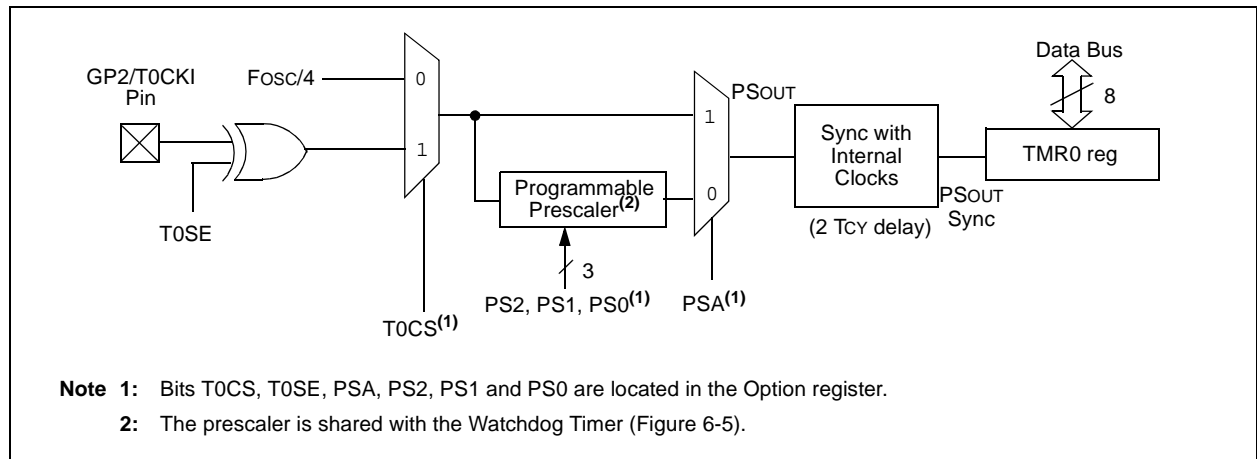 GP2/T0CKI
Pin
FOSC/4
T0SE
0
1
T0CS(1)
Programmable
Prescaler(2)
3
PS2, PS1, PS0(1)
1
0
PSA(1)
PSOUT
Sync with
Internal
Clocks
(2 TCY delay)
PSOUT
Sync
Data Bus
8
TMR0 reg
Note 1: Bits T0CS, T0SE, PSA, PS2, PS1 and PS0 are located in the Option register.
2: The prescaler is shared with the Watchdog Timer (Figure 6-5).